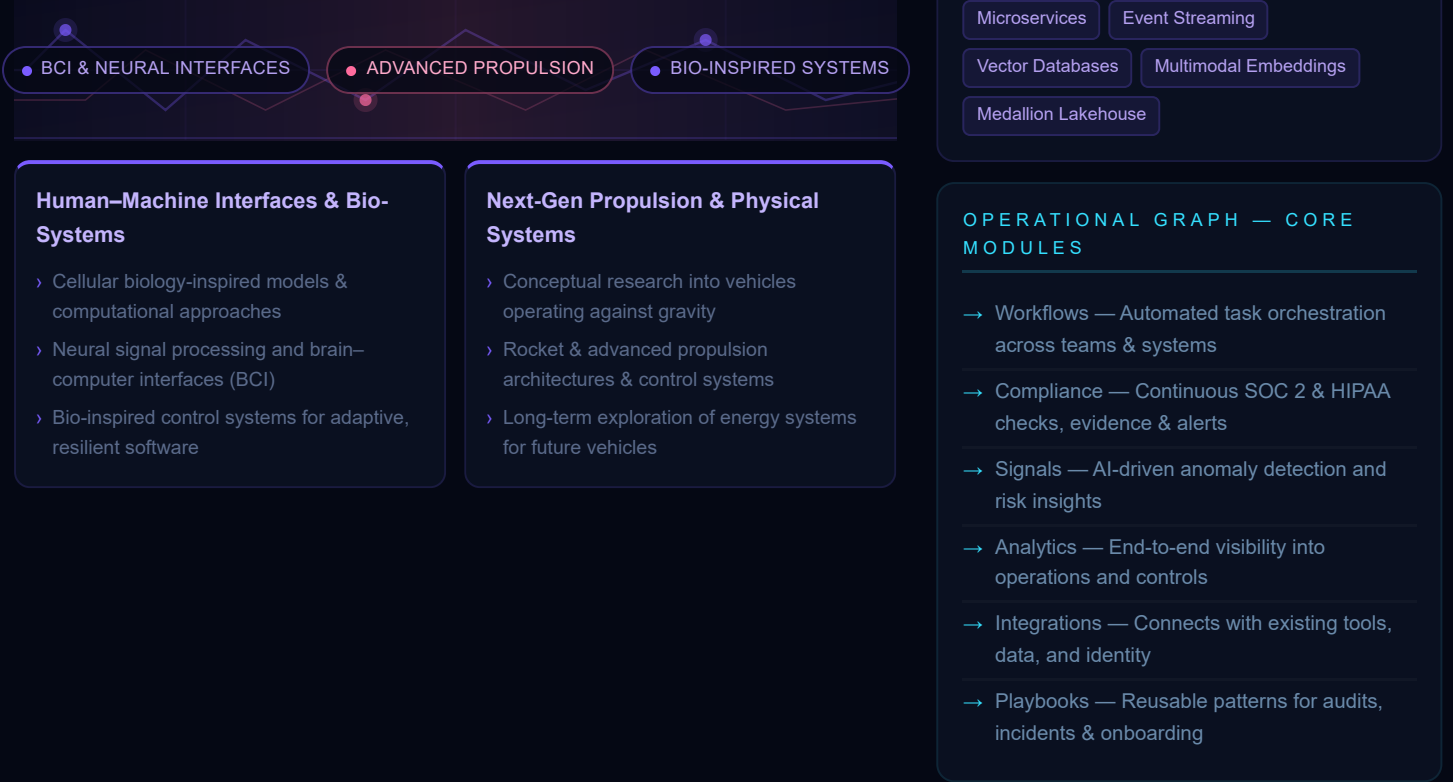 BCI & NEURAL INTERFACES
ADVANCED PROPULSION
BIO-INSPIRED SYSTEMS
Human–Machine Interfaces & Bio-
Systems
› Cellular biology-inspired models &
computational approaches
› Neural signal processing and brain–
computer interfaces (BCI)
› Bio-inspired control systems for adaptive,
resilient software
Next-Gen Propulsion & Physical
Systems
› Conceptual research into vehicles
operating against gravity
› Rocket & advanced propulsion
architectures & control systems
› Long-term exploration of energy systems
for future vehicles
Microservices
Event Streaming
Vector Databases
Multimodal Embeddings
Medallion Lakehouse
OPERATIONAL GRAPH — CORE
MODULES
→ Workflows — Automated task orchestration
across teams & systems
→ Compliance — Continuous SOC 2 & HIPAA
checks, evidence & alerts
→ Signals — AI-driven anomaly detection and
risk insights
→ Analytics — End-to-end visibility into
operations and controls
→ Integrations — Connects with existing tools,
data, and identity
→ Playbooks — Reusable patterns for audits,
incidents & onboarding